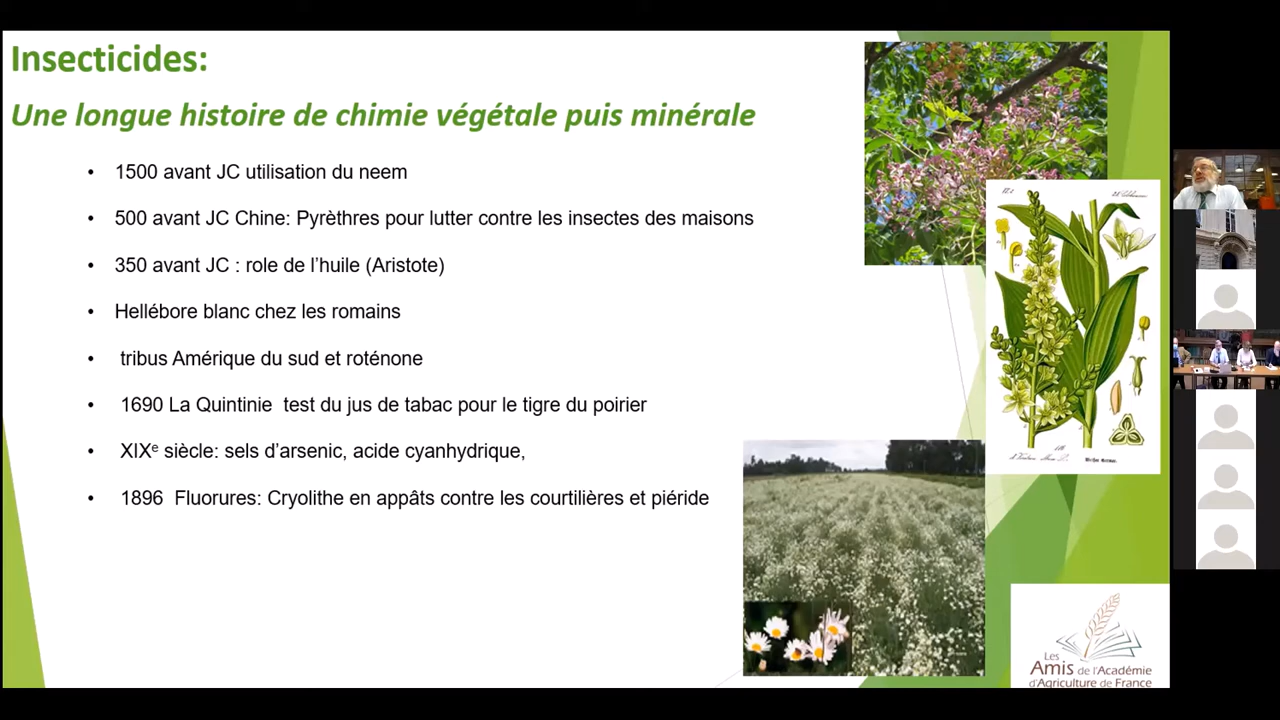 Insecticides:
Une longue histoire de chimie végétale puis minérale
• 1500 avant JC utilisation du neem
• 500 avant JC Chine: Pyrèthres pour lutter contre les insectes des maisons
• 350 avant JC : role de l’huile (Aristote)
• Hellébore blanc chez les romains
• tribus Amérique du sud et roténone
• 1690 La Quintinie test du jus de tabac pour le tigre du poirier
• XIXᵉ siècle: sels d’arsenic, acide cyanhydrique,
• 1896 Fluorures: Cryolithe en appâts contre les courtilières et piéride
Les
Amis de l’Académie
d’Agriculture de France